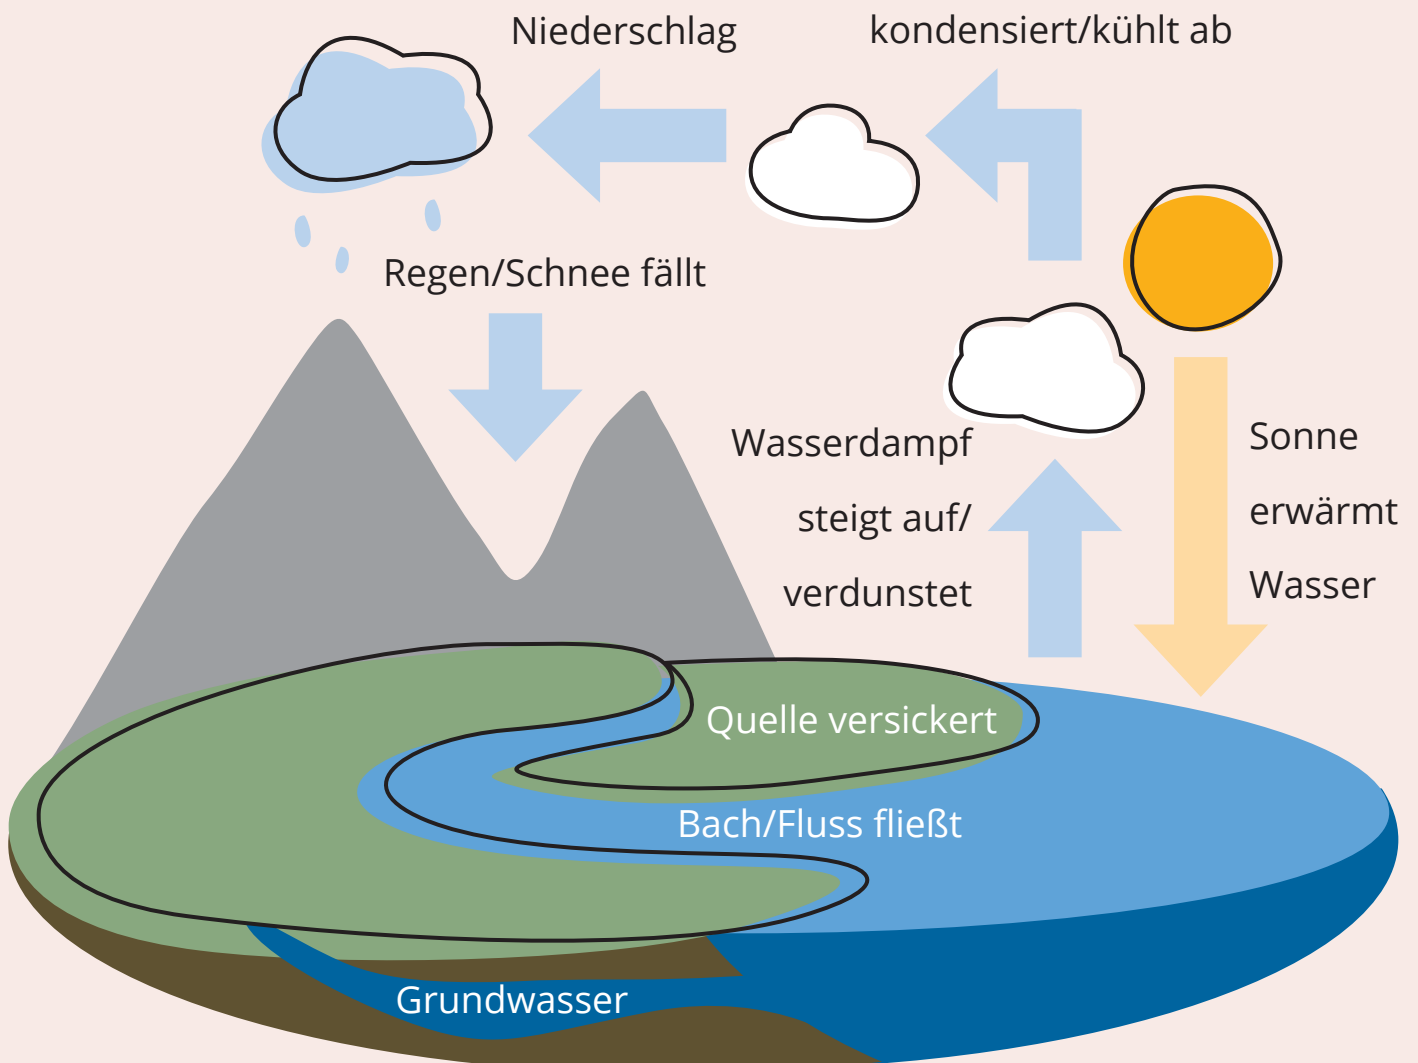 Niederschlag
kondensiert/kühlt ab
Regen/Schnee fällt
Wasserdampf
steigt auf/
verdunstet
Sonne
erwärmt
Wasser
Quelle versickert
Bach/Fluss fließt
Grundwasser